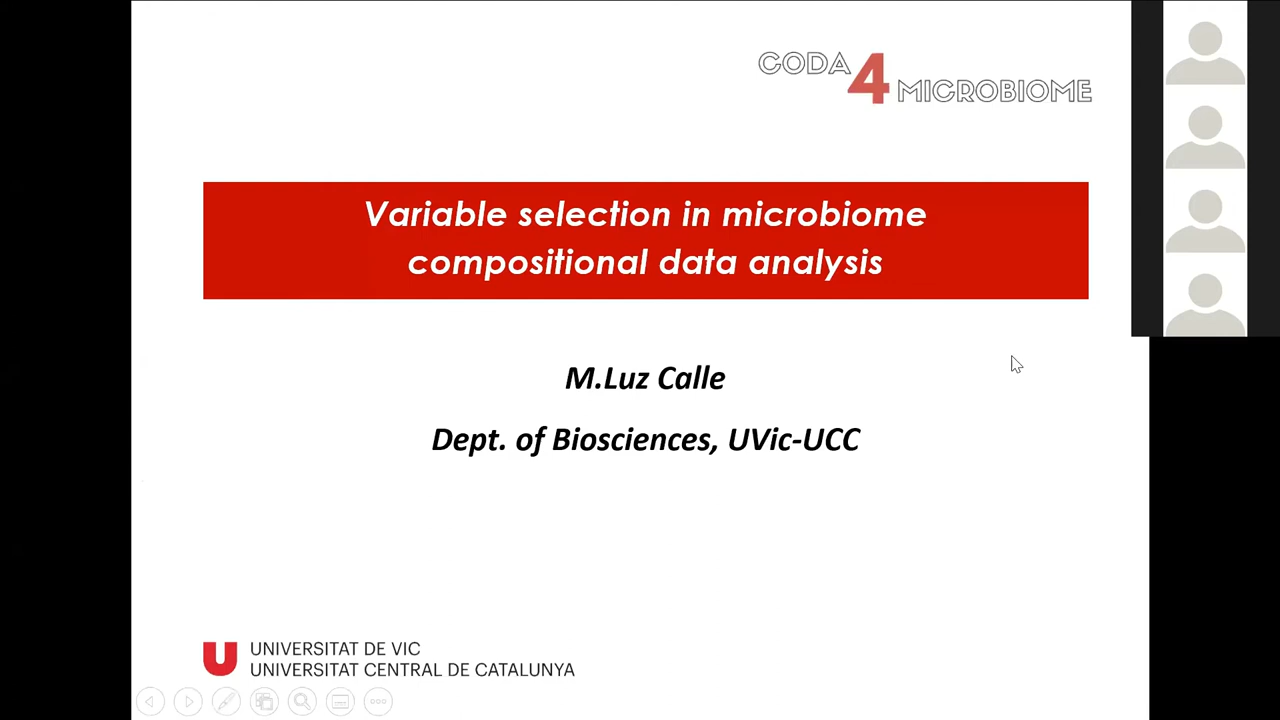 CODA
4
MICROBIOME
Variable selection in microbiome
compositional data analysis
M.Luz Calle
Dept. of Biosciences, UVic-UCC
U
UNIVERSITAT DE VIC
UNIVERSITAT CENTRAL DE CATALUNYA